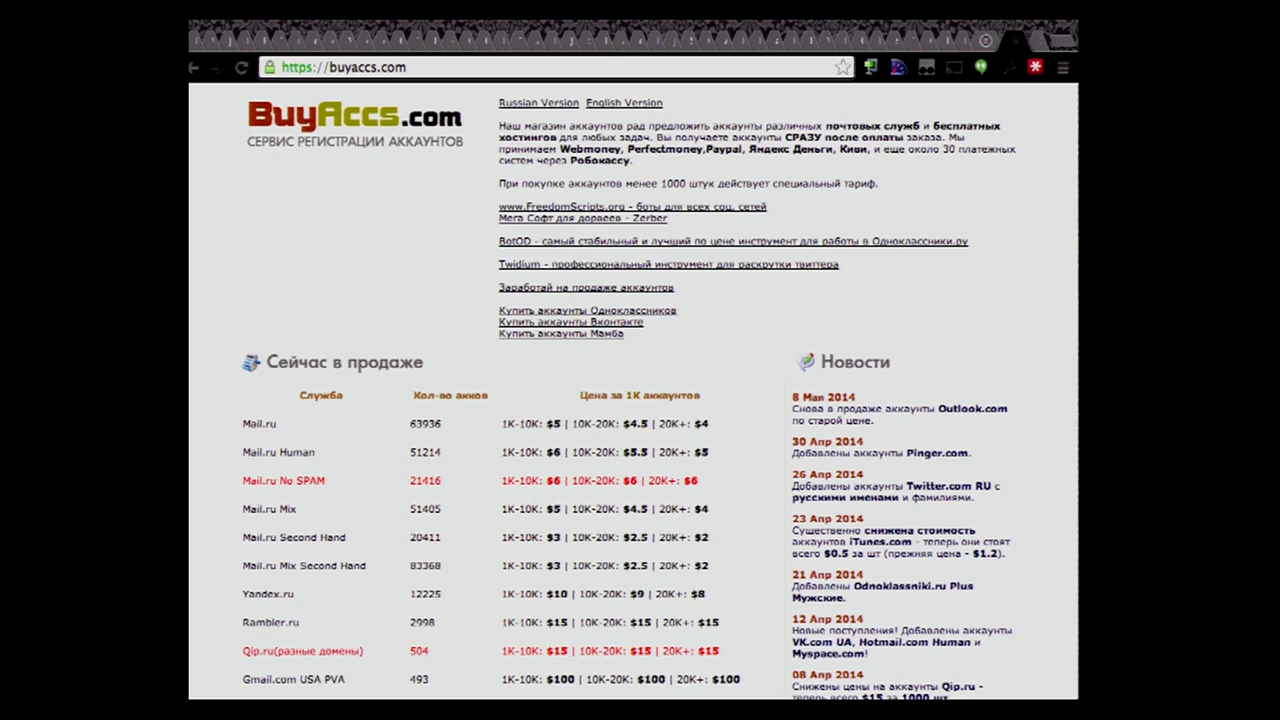 https://buyaccs.com
BuyAccs.com
СЕРВИС РЕГИСТРАЦИИ АККАУНТОВ
Russian Version English Version
Наш магазин аккаунтов рад предложить аккаунты различных почтовых служб и бесплатных
хостингов для любых задач. Вы получаете аккаунты СРАЗУ после оплаты заказа. Мы
принимаем Webmoney, Perfectmoney,Paypal, Яндекс Деньги, Киви, и еще около 30 платежных
систем через Робокассу.
При покупке аккаунтов менее 1000 штук действует специальный тариф.
www.FreedomScripts.org - боты для всех соц. сетей
Мега Софт для дорвеев - Zerber
BotOD - самый стабильный и лучший по цене инструмент для работы в Одноклассники.ру
Twidium - профессиональный инструмент для раскрутки твиттера
Заработай на продаже аккаунтов
Купить аккаунты Одноклассников
Купить аккаунты Вконтакте
Купить аккаунты Мамба
Сейчас в продаже
Служба Кол-во акков Цена за 1К аккаунтов
Mail.ru 63936 1K-10K: $5 | 10K-20K: $4.5 | 20K+: $4
Mail.ru Human 51214 1K-10K: $6 | 10K-20K: $5.5 | 20K+: $5
Mail.ru No SPAM 21416 1K-10K: $6 | 10K-20K: $6 | 20K+: $6
Mail.ru Mix 51405 1K-10K: $5 | 10K-20K: $4.5 | 20K+: $4
Mail.ru Second Hand 20411 1K-10K: $3 | 10K-20K: $2.5 | 20K+: $2
Mail.ru Mix Second Hand 83368 1K-10K: $3 | 10K-20K: $2.5 | 20K+: $2
Yandex.ru 12225 1K-10K: $10 | 10K-20K: $9 | 20K+: $8
Rambler.ru 2998 1K-10K: $15 | 10K-20K: $15 | 20K+: $15
Qip.ru(разные домены) 504 1K-10K: $15 | 10K-20K: $15 | 20K+: $15
Gmail.com USA PVA 493 1K-10K: $100 | 10K-20K: $100 | 20K+: $100
Новости
8 Мая 2014
Снова в продаже аккаунты Outlook.com
по старой цене.
30 Апр 2014
Добавлены аккаунты Pinger.com.
26 Апр 2014
Добавлены аккаунты Twitter.com RU с
русскими именами и фамилиями.
23 Апр 2014
Существенно снижена стоимость
аккаунтов iTunes.com - теперь они стоят
всего $0.5 за шт (прежняя цена - $1.2).
21 Апр 2014
Добавлены Odnoklassniki.ru Plus
Мужские.
12 Апр 2014
Новые поступления! Добавлены аккаунты
VK.com UA, Hotmail.com Human и
Myspace.com!
08 Апр 2014
Снижены цены на аккаунты Qip.ru -
теперь всего $15 за 1000 шт